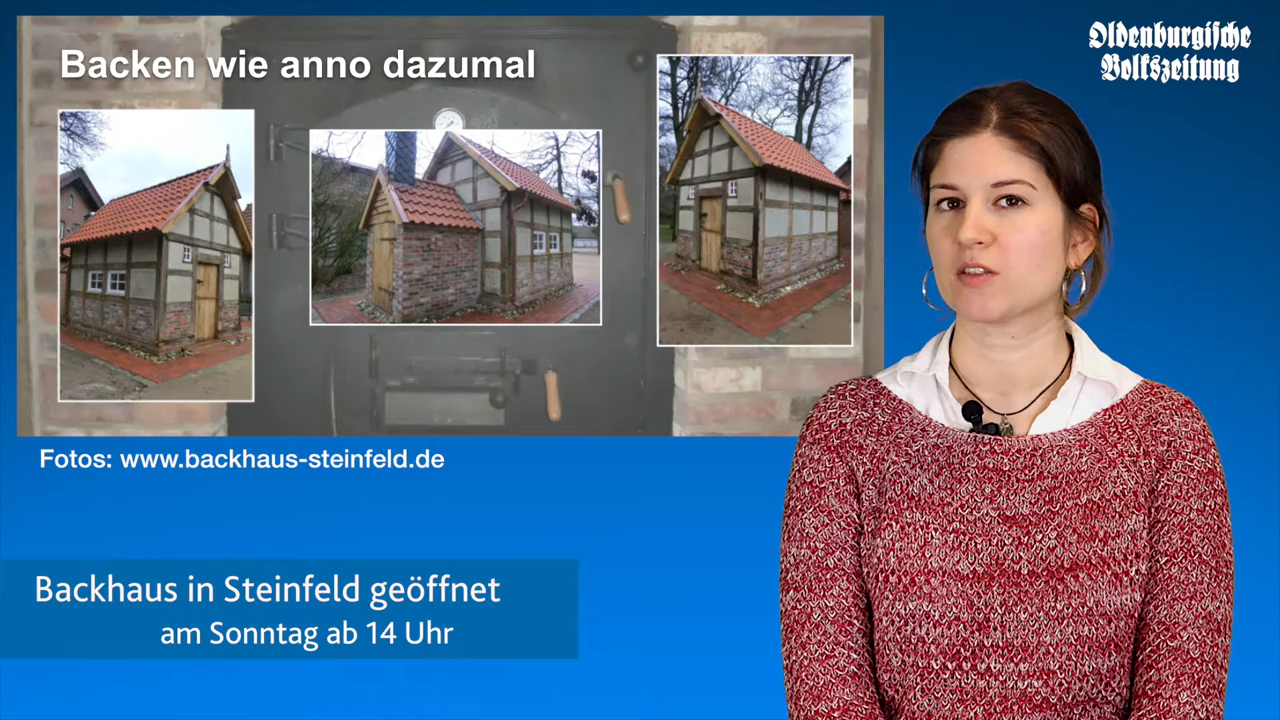 Backen wie anno dazumal
Oldenburgische
Volkszeitung
Fotos: www.backhaus-steinfeld.de
Backhaus in Steinfeld geöffnet
am Sonntag ab 14 Uhr